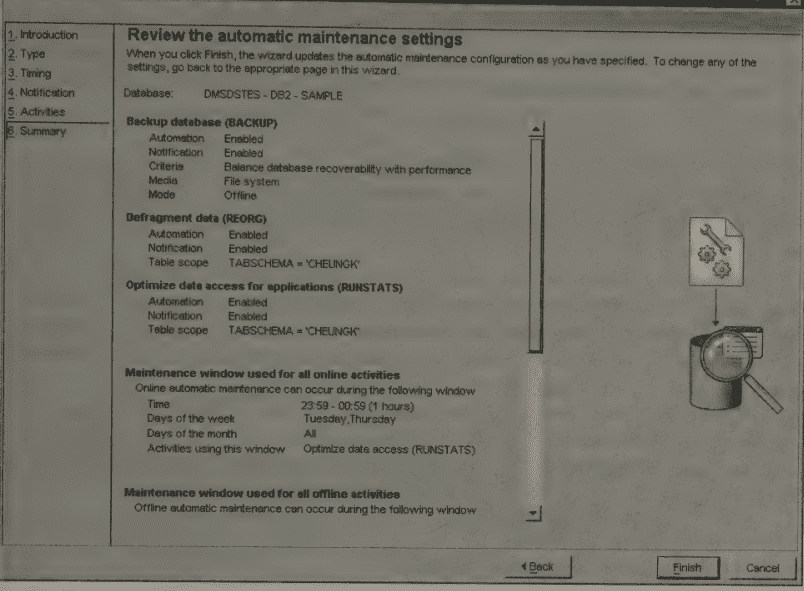 1. Introduction
2. Type
3. Timing
4. Notification
5. Activities
6. Summary
Review the automatic maintenance settings
When you click Finish, the wizard updates the automatic maintenance configuration as you have specified. To change any of the
settings, go back to the appropriate page in this wizard.
Database: DMSDSTES - DB2 - SAMPLE
Backup database (BACKUP)
Automation Enabled
Notification Enabled
Criteria Balance database recoverability with performance
Media File system
Mode Offline
Defragment data (REORG)
Automation Enabled
Notification Enabled
Table scope TABSCHEMA = 'CHEUNGK'
Optimize data access for applications (RUNSTATS)
Automation Enabled
Notification Enabled
Table scope TABSCHEMA = 'CHEUNGK'
Maintenance window used for all online activities
Online automatic maintenance can occur during the following window
Time 23:59 - 00:59 (1 hours)
Days of the week Tuesday,Thursday
Days of the month All
Activities using this window Optimize data access (RUNSTATS)
Maintenance window used for all offline activities
Offline automatic maintenance can occur during the following window
Back Finish Cancel